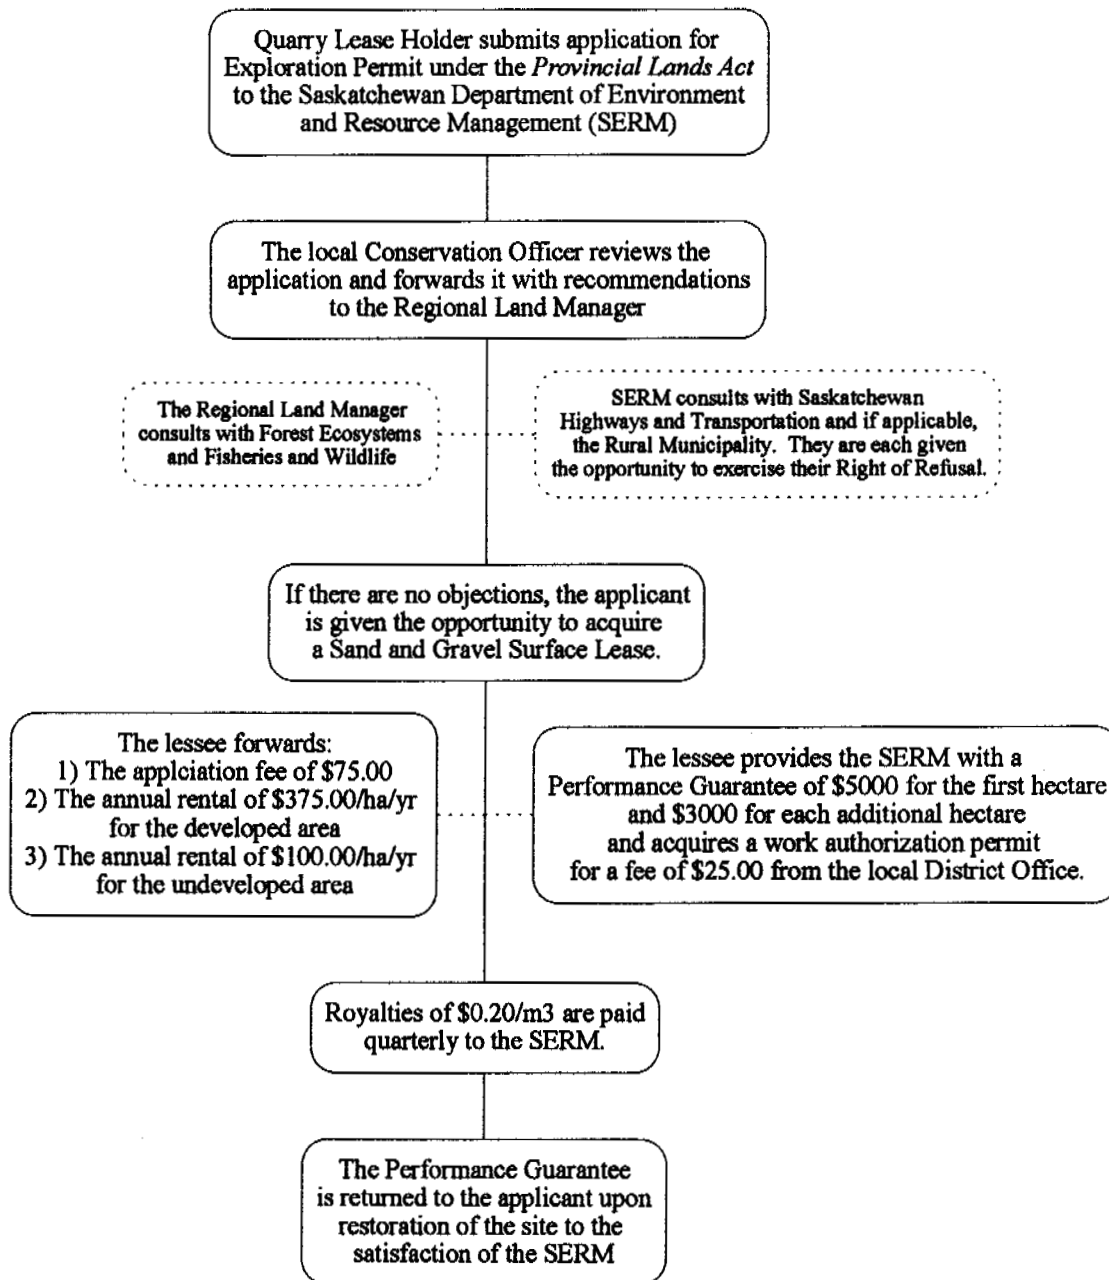 Quarry Lease Holder submits application for
Exploration Permit under the Provincial Lands Act
to the Saskatchewan Department of Environment
and Resource Management (SERM)
The local Conservation Officer reviews the
application and forwards it with recommendations
to the Regional Land Manager
The Regional Land Manager
consults with Forest Ecosystems
and Fisheries and Wildlife
SERM consults with Saskatchewan
Highways and Transportation and if applicable,
the Rural Municipality. They are each given
the opportunity to exercise their Right of Refusal.
If there are no objections, the applicant
is given the opportunity to acquire
a Sand and Gravel Surface Lease.
The lessee forwards:
1) The applciation fee of $75.00
2) The annual rental of $375.00/ha/yr
for the developed area
3) The annual rental of $100.00/ha/yr
for the undeveloped area
The lessee provides the SERM with a
Performance Guarantee of $5000 for the first hectare
and $3000 for each additional hectare
and acquires a work authorization permit
for a fee of $25.00 from the local District Office.
Royalties of $0.20/m3 are paid
quarterly to the SERM.
The Performance Guarantee
is returned to the applicant upon
restoration of the site to the
satisfaction of the SERM